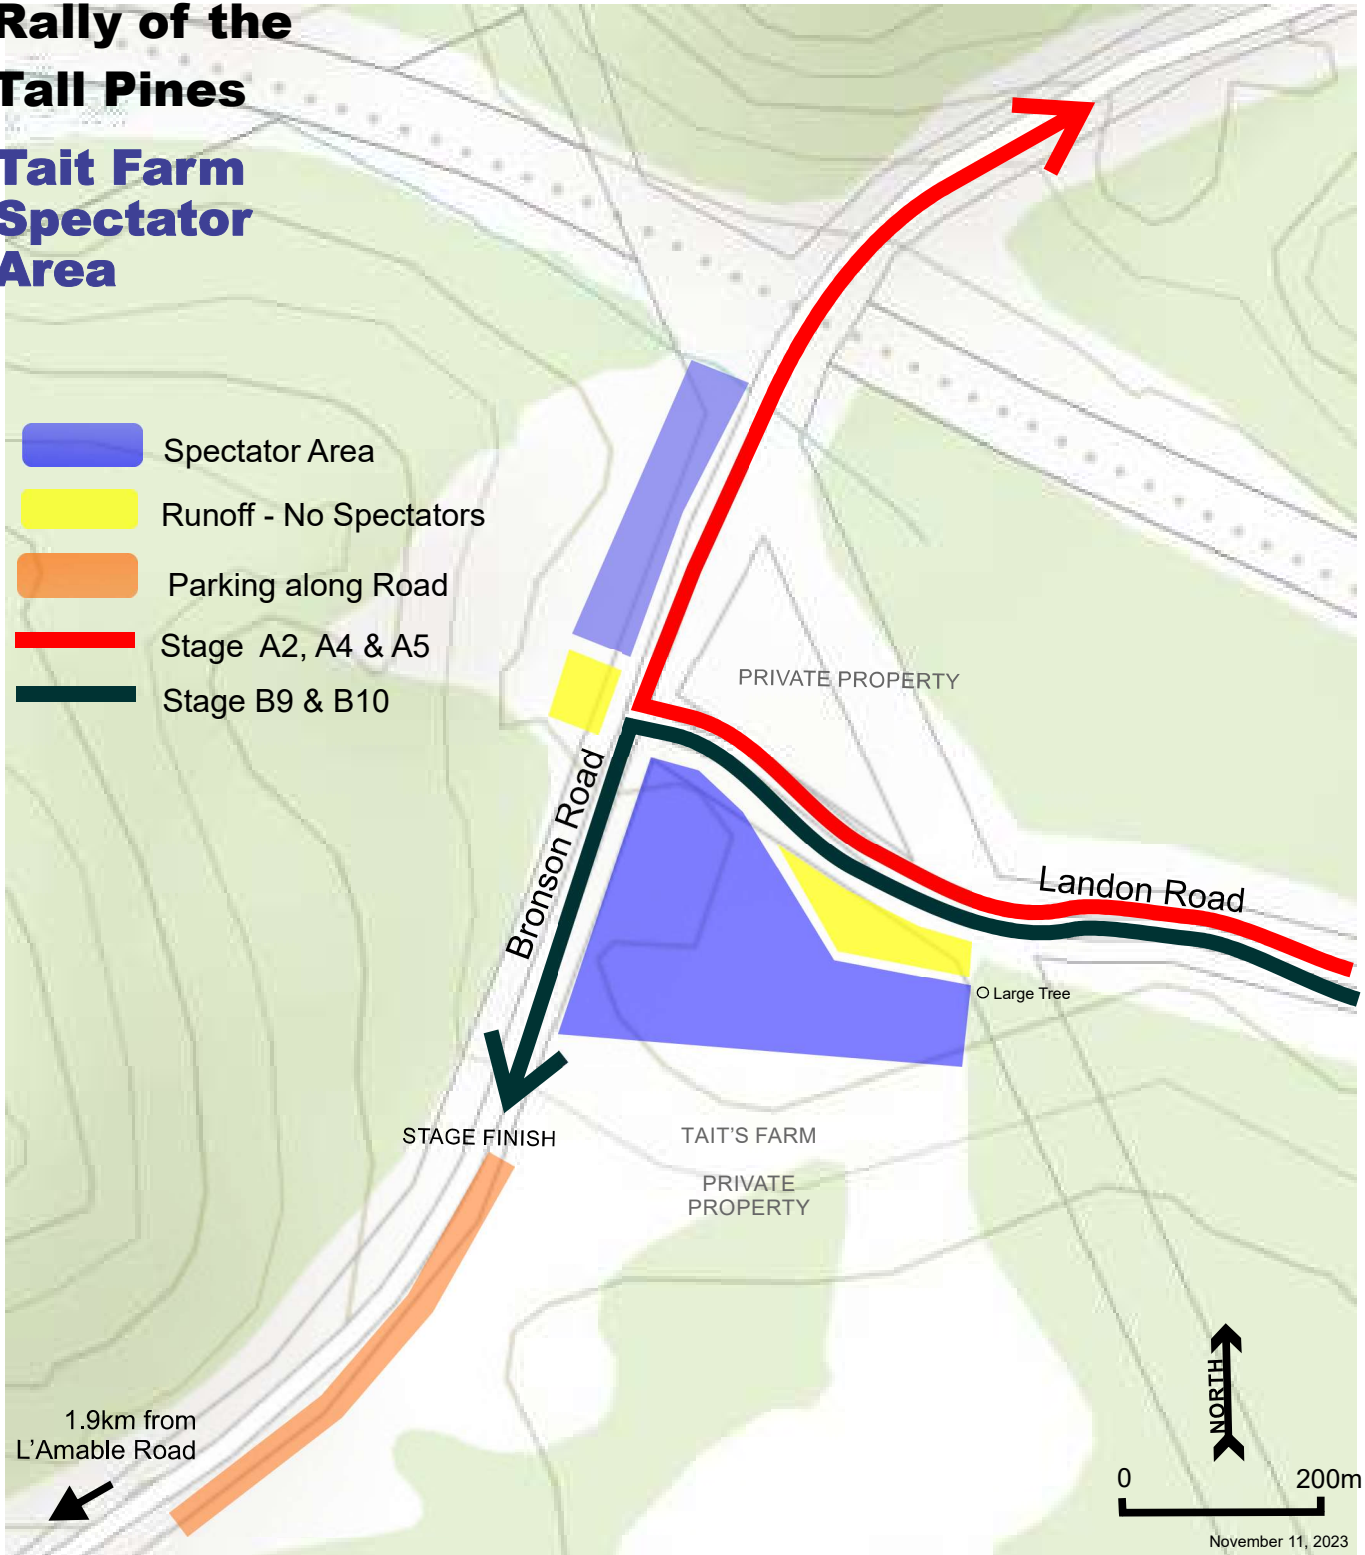 Rally of the
Tall Pines
Tait Farm
Spectator
Area
Spectator Area
Runoff - No Spectators
Parking along Road
Stage A2, A4 & A5
Stage B9 & B10
PRIVATE PROPERTY
Bronson Road
Landon Road
Large Tree
STAGE FINISH
TAIT'S FARM
PRIVATE
PROPERTY
1.9km from
L'Amable Road
NORTH
0 200m
November 11, 2023